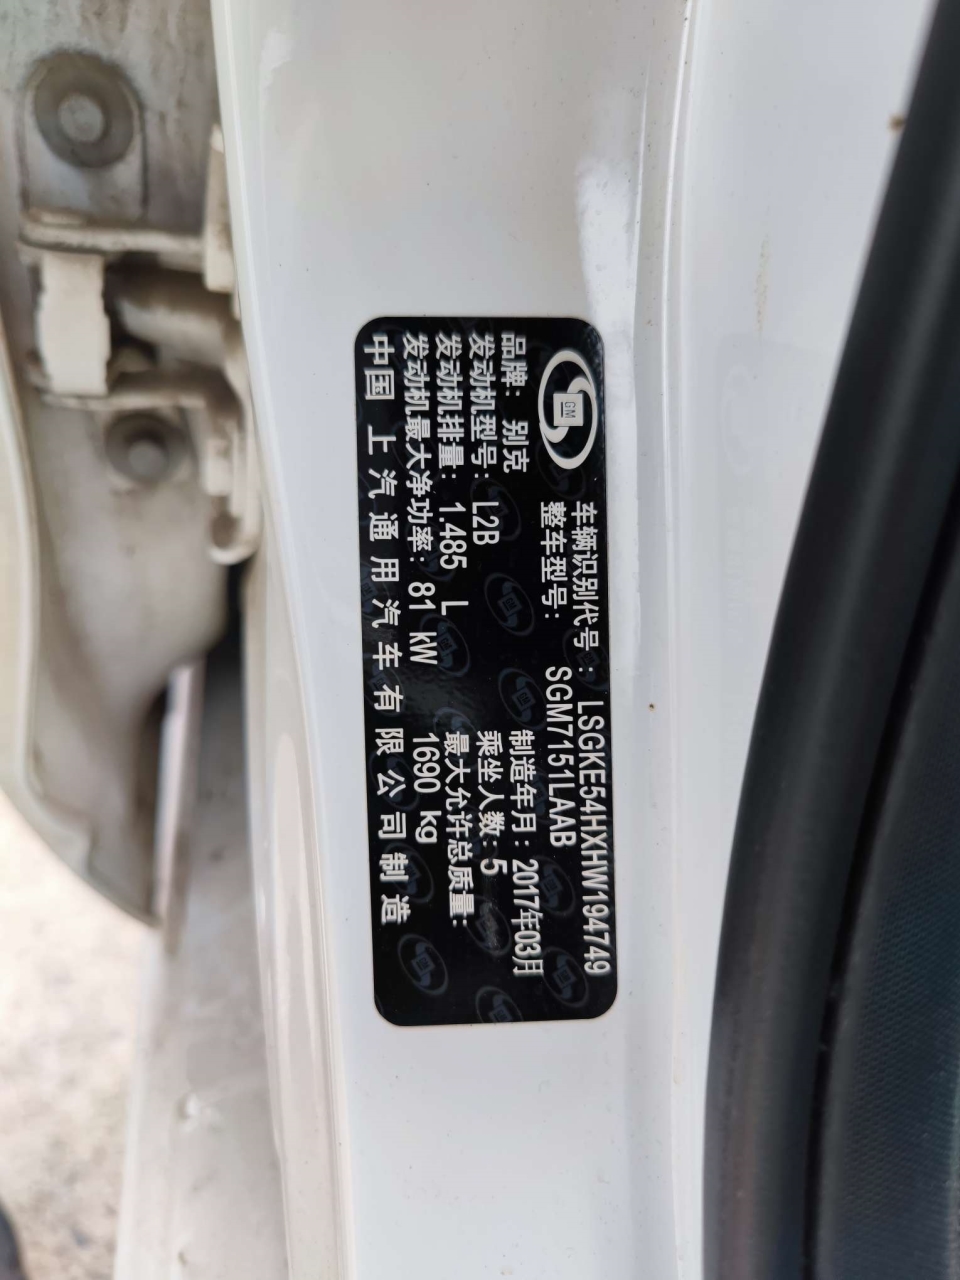 GM
车辆识别代号: LSGKE54HXHW194749
整车型号: SGM7151LAAB
品牌: 别克 制造年月: 2017年03月
发动机型号: L2B 乘坐人数: 5
发动机排量: 1.485 L 最大允许总质量:
发动机最大净功率: 81 kW 1690 kg
中国 上汽通用汽车有限公司制造